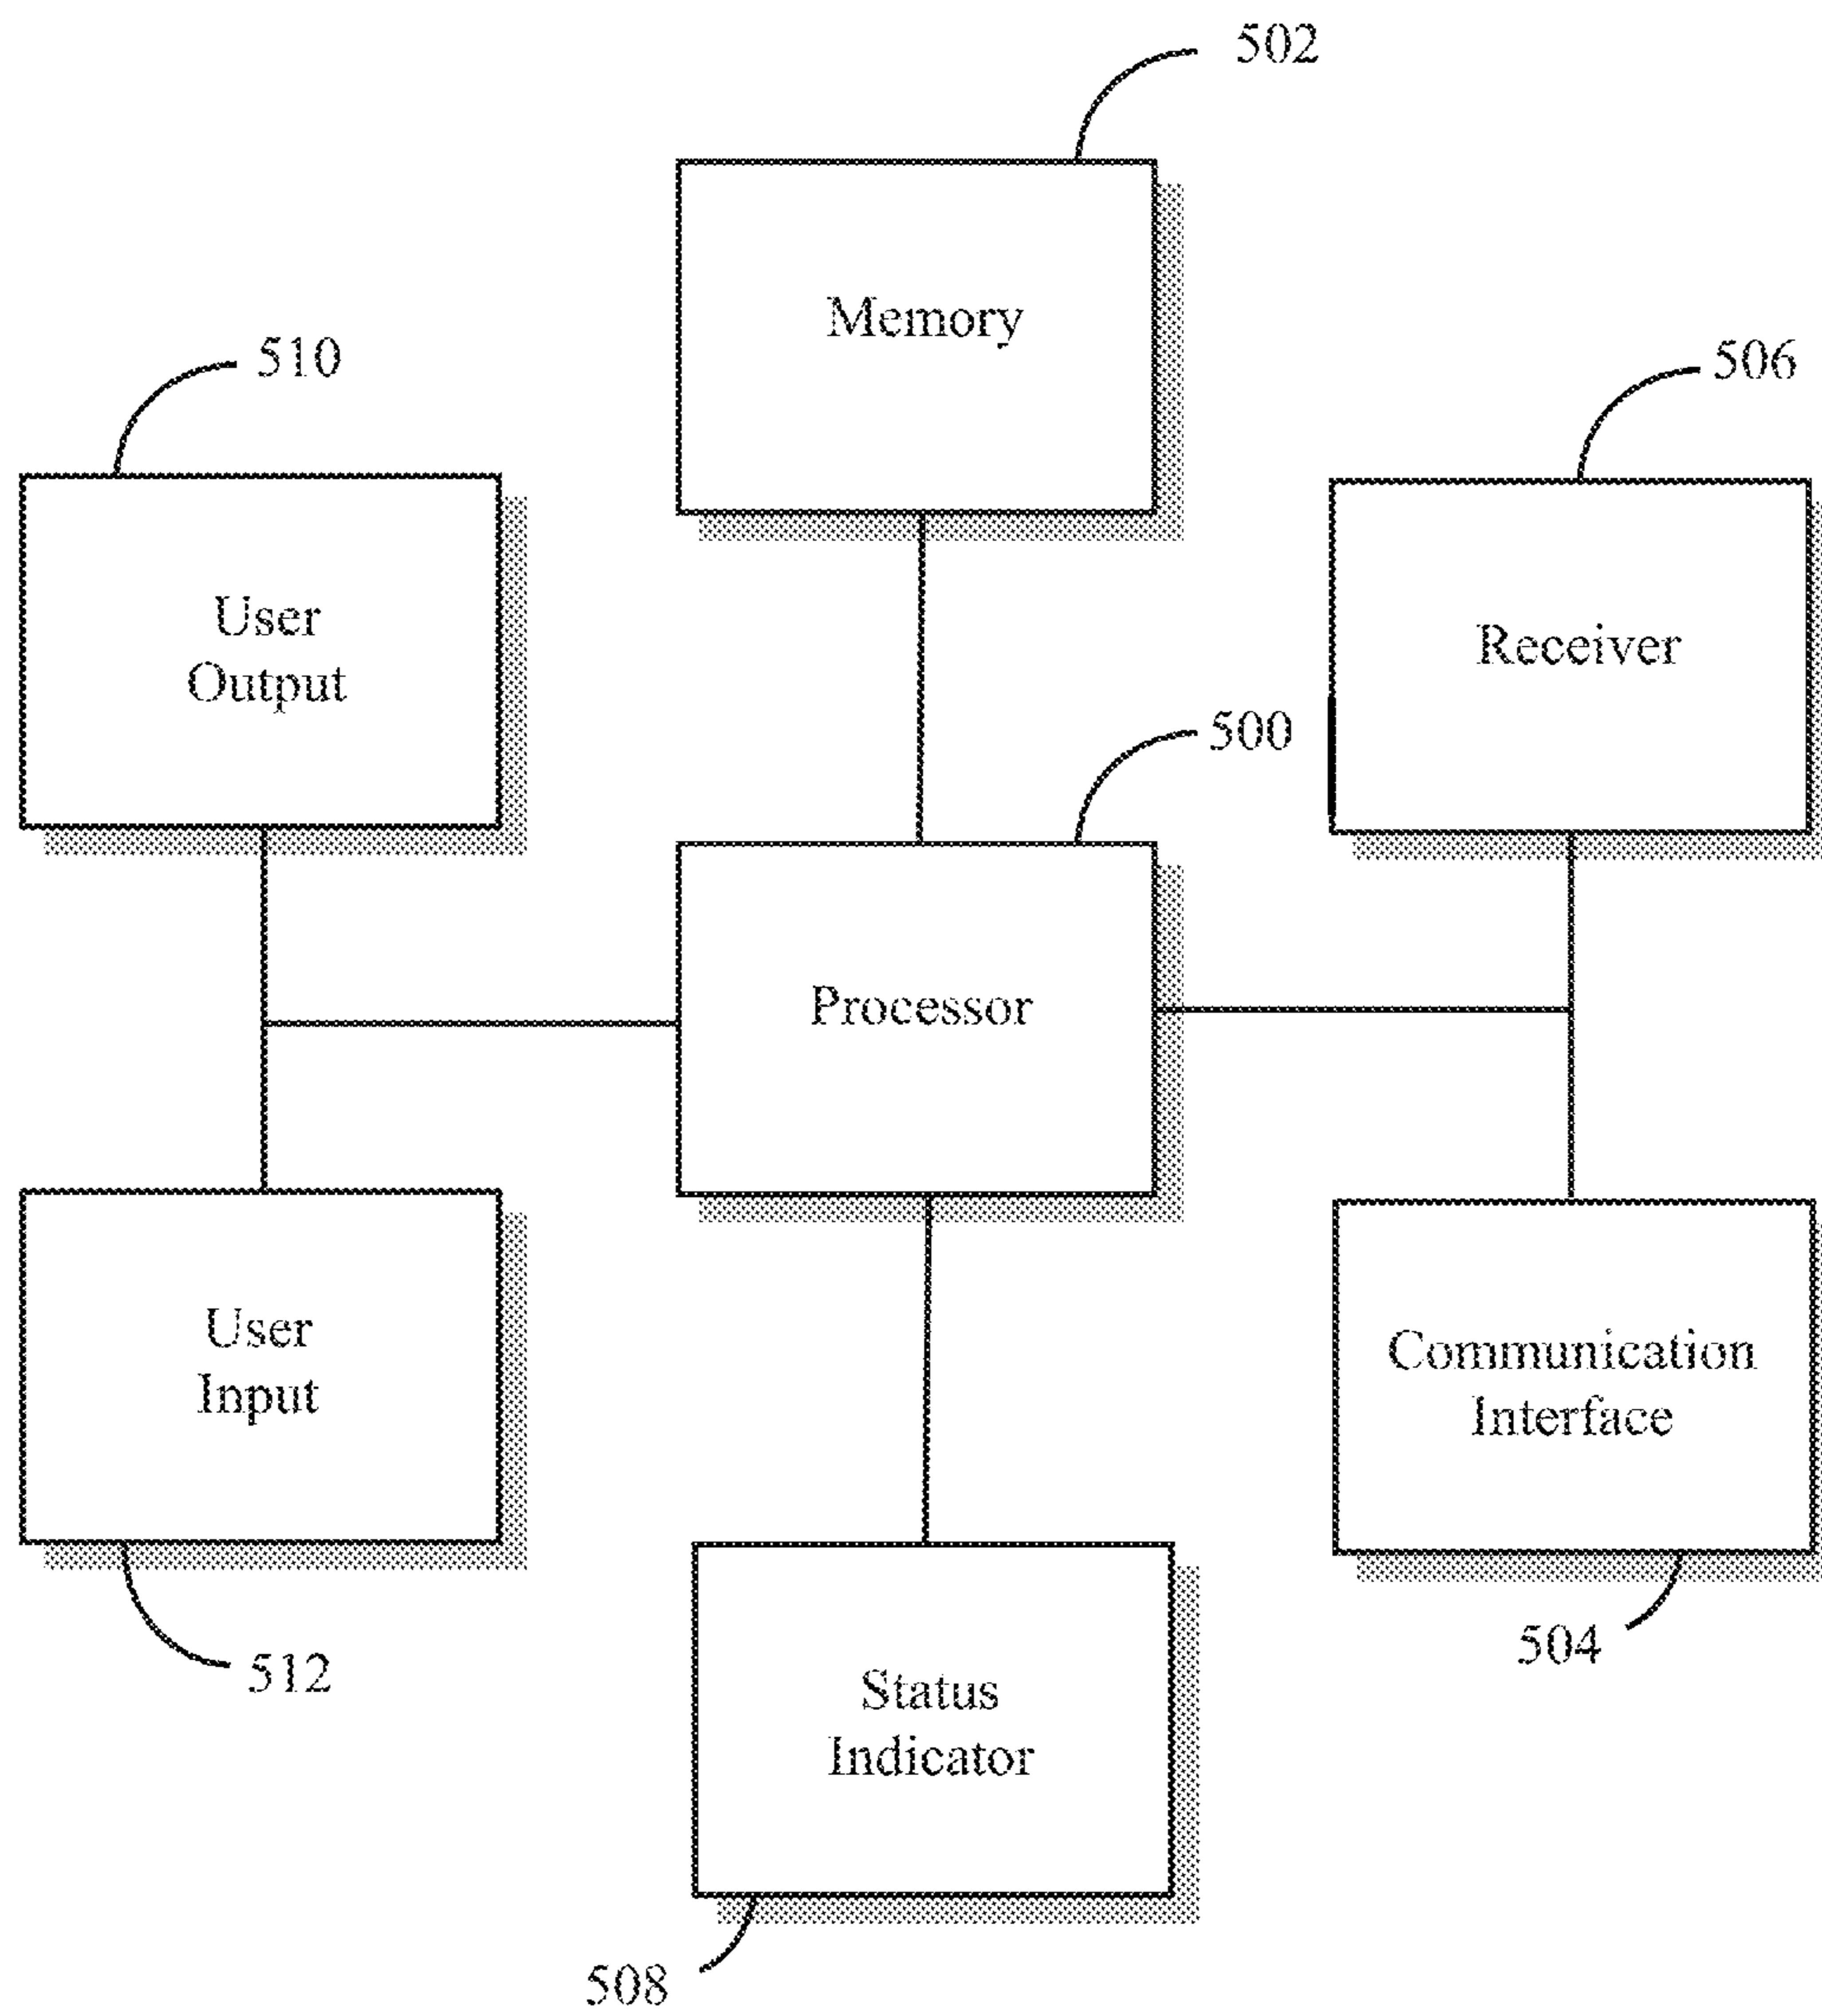 502
Memory
510
506
User
Output
Receiver
500
Processor
User
Input
Communication
Interface
504
512
Status
Indicator
508